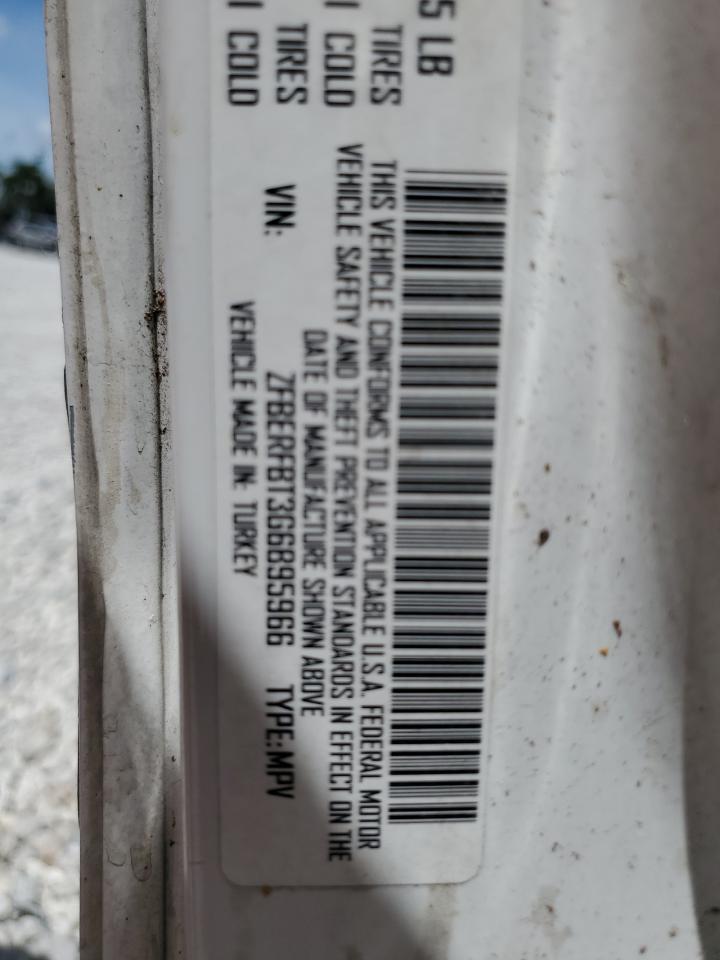 5 LB
TIRES
COLD
TIRES
COLD
THIS VEHICLE CONFORMS TO ALL APPLICABLE U.S.A. FEDERAL MOTOR
VEHICLE SAFETY AND THEFT PREVENTION STANDARDS IN EFFECT ON THE
DATE OF MANUFACTURE SHOWN ABOVE
VIN: ZFBERFBT3G6B95966 TYPE:MPV
VEHICLE MADE IN: TURKEY